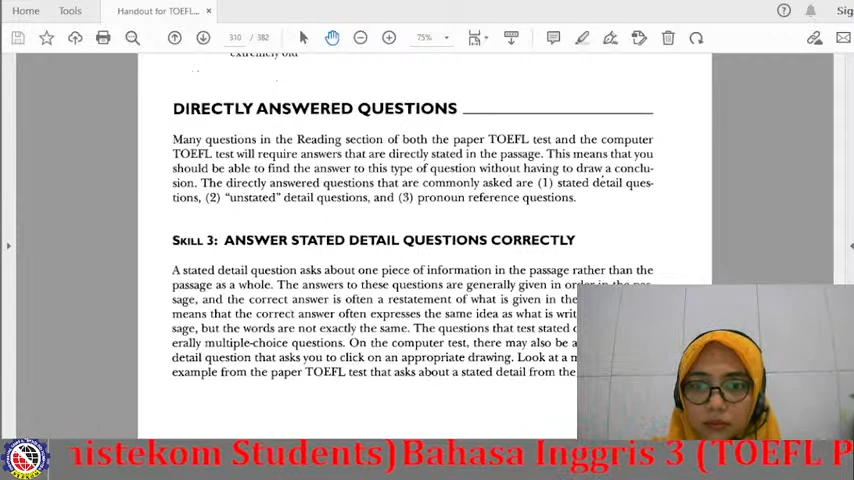 Home Tools Handout for TOEFL... × Sig
310 / 382 75%
extremely old
DIRECTLY ANSWERED QUESTIONS
Many questions in the Reading section of both the paper TOEFL test and the computer
TOEFL test will require answers that are directly stated in the passage. This means that you
should be able to find the answer to this type of question without having to draw a conclu-
sion. The directly answered questions that are commonly asked are (1) stated detail ques-
tions, (2) "unstated" detail questions, and (3) pronoun reference questions.
SKILL 3: ANSWER STATED DETAIL QUESTIONS CORRECTLY
A stated detail question asks about one piece of information in the passage rather than the
passage as a whole. The answers to these questions are generally given in order in the pas-
sage, and the correct answer is often a restatement of what is given in the
means that the correct answer often expresses the same idea as what is writ
sage, but the words are not exactly the same. The questions that test stated
erally multiple-choice questions. On the computer test, there may also be a
detail question that asks you to click on an appropriate drawing. Look at a
example from the paper TOEFL test that asks about a stated detail from the
nistekom Students) Bahasa Inggris 3 (TOEFL P